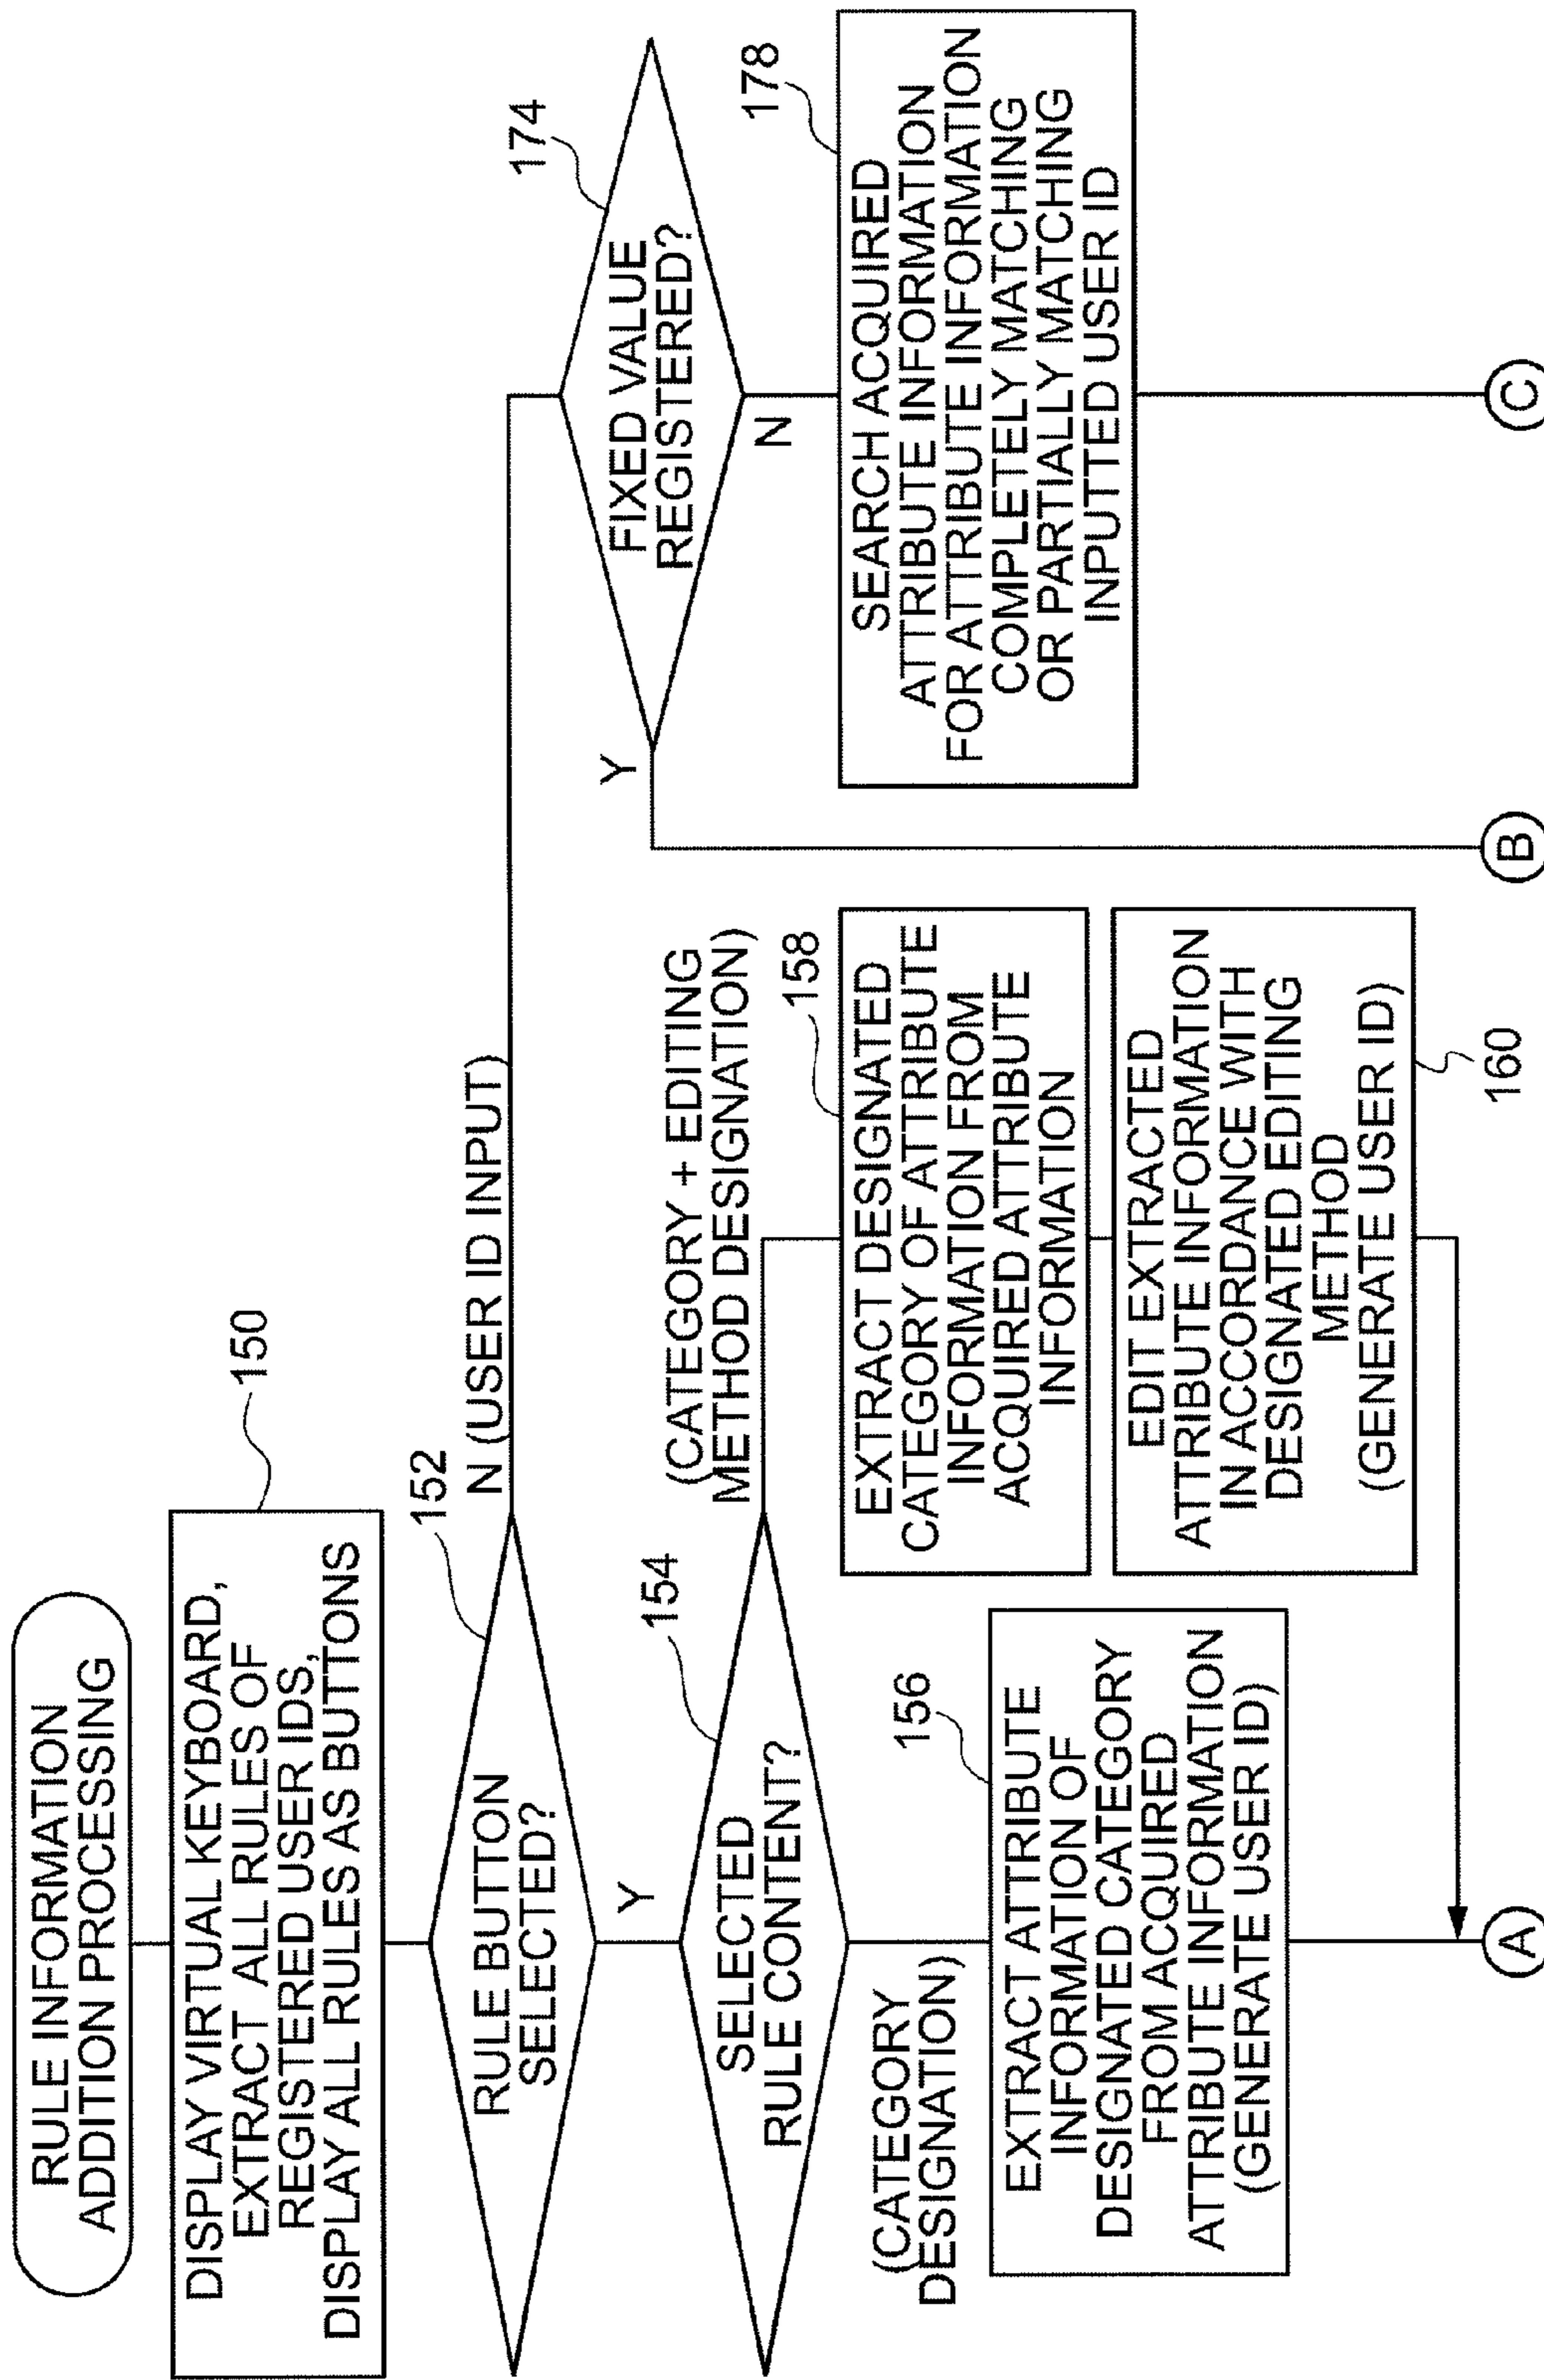 RULE INFORMATION
ADDITION PROCESSING
150
DISPLAY VIRTUAL KEYBOARD,
EXTRACT ALL RULES OF
REGISTERED USER IDS,
DISPLAY ALL RULES AS BUTTONS
152
RULE BUTTON
SELECTED?
N (USER ID INPUT)
Y
154
SELECTED
RULE CONTENT?
(CATEGORY
DESIGNATION)
156
EXTRACT ATTRIBUTE
INFORMATION OF
DESIGNATED CATEGORY
FROM ACQUIRED
ATTRIBUTE INFORMATION
(GENERATE USER ID)
A
(CATEGORY + EDITING
METHOD DESIGNATION)
158
EXTRACT DESIGNATED
CATEGORY OF ATTRIBUTE
INFORMATION FROM
ACQUIRED ATTRIBUTE
INFORMATION
EDIT EXTRACTED
ATTRIBUTE INFORMATION
IN ACCORDANCE WITH
DESIGNATED EDITING
METHOD
(GENERATE USER ID)
160
174
FIXED VALUE
REGISTERED?
Y
N
B
178
SEARCH ACQUIRED
ATTRIBUTE INFORMATION
FOR ATTRIBUTE INFORMATION
COMPLETELY MATCHING
OR PARTIALLY MATCHING
INPUTTED USER ID
C